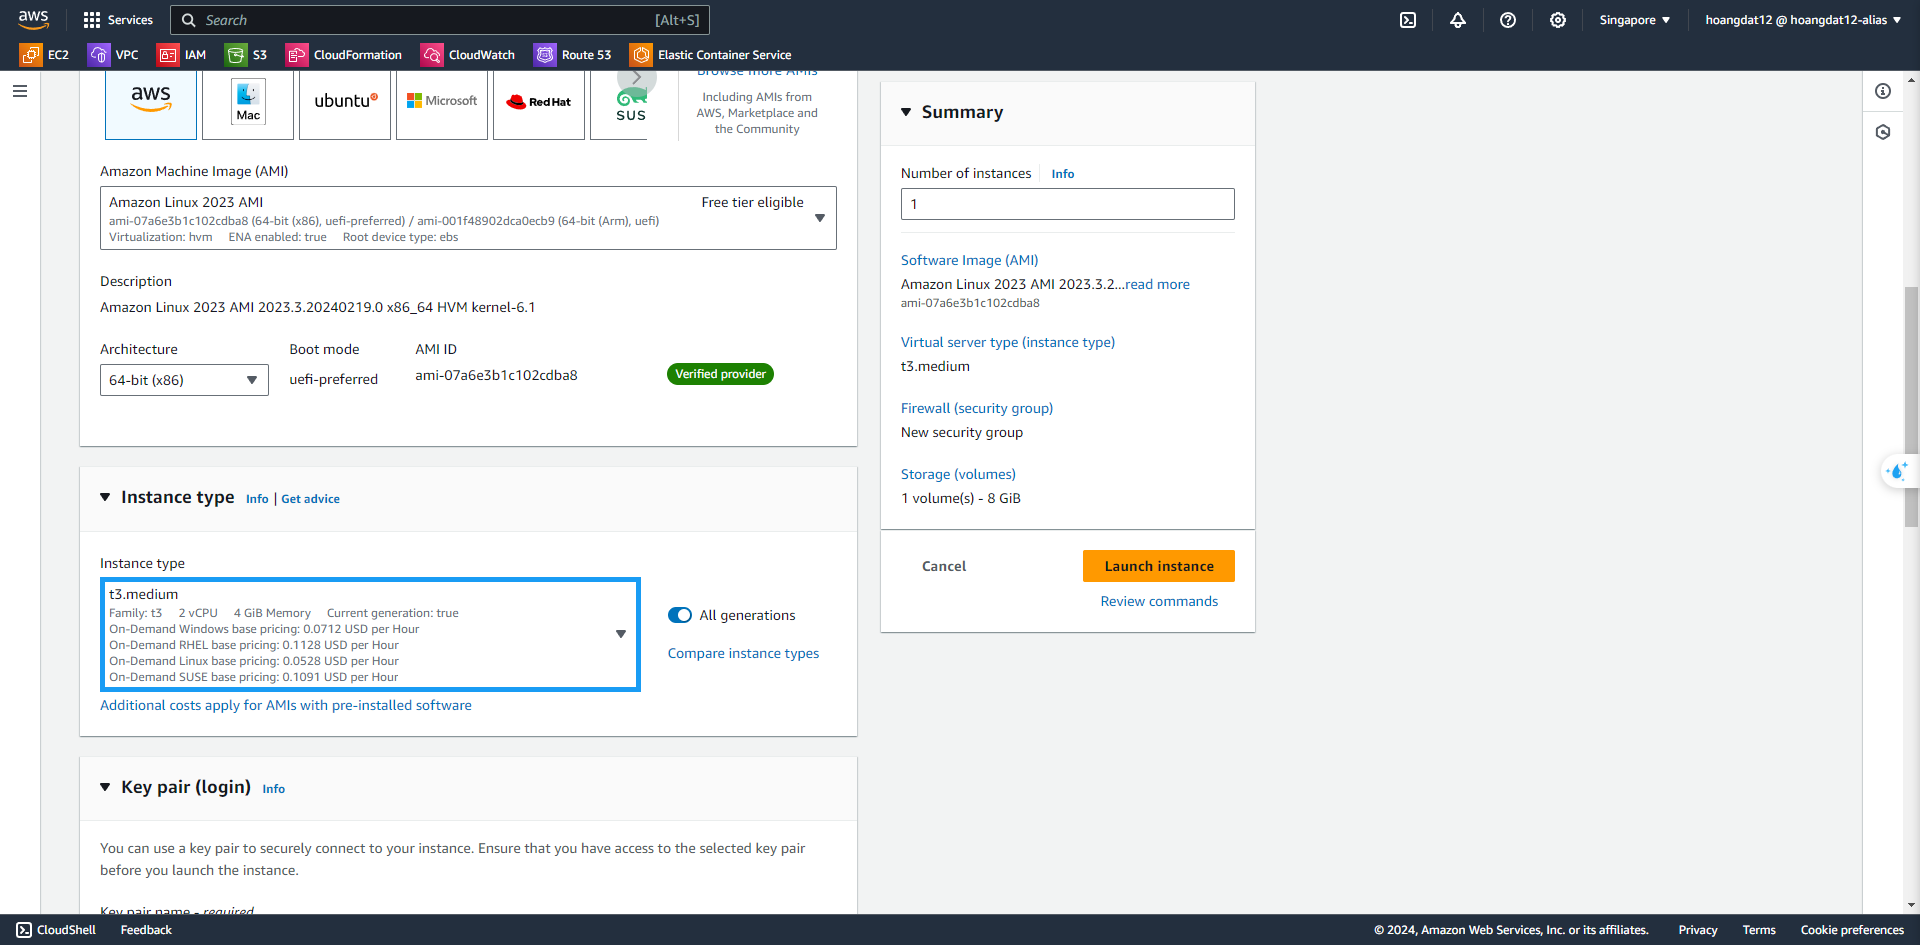 aws
Services
Search
[Alt+S]
Singapore
hoangdat12 @ hoangdat12-alias
EC2
VPC
IAM
S3
CloudFormation
CloudWatch
Route 53
Elastic Container Service
aws
Mac
ubuntu
Microsoft
Red Hat
SUS
Browse more AMIs
Including AMIs from
AWS, Marketplace and
the Community
Amazon Machine Image (AMI)
Amazon Linux 2023 AMI
Free tier eligible
ami-07a6e3b1c102cdba8 (64-bit (x86), uefi-preferred) / ami-001f48902dca0ecb9 (64-bit (Arm), uefi)
Virtualization: hvm ENA enabled: true Root device type: ebs
Description
Amazon Linux 2023 AMI 2023.3.20240219.0 x86_64 HVM kernel-6.1
Architecture
Boot mode
AMI ID
64-bit (x86)
uefi-preferred
ami-07a6e3b1c102cdba8
Verified provider
Instance type Info | Get advice
Instance type
t3.medium
Family: t3 2 vCPU 4 GiB Memory Current generation: true
On-Demand Windows base pricing: 0.0712 USD per Hour
On-Demand RHEL base pricing: 0.1128 USD per Hour
On-Demand Linux base pricing: 0.0528 USD per Hour
On-Demand SUSE base pricing: 0.1091 USD per Hour
All generations
Compare instance types
Additional costs apply for AMIs with pre-installed software
Key pair (login) Info
You can use a key pair to securely connect to your instance. Ensure that you have access to the selected key pair
before you launch the instance.
Key pair name - required
Summary
Number of instances Info
1
Software Image (AMI)
Amazon Linux 2023 AMI 2023.3.2...read more
ami-07a6e3b1c102cdba8
Virtual server type (instance type)
t3.medium
Firewall (security group)
New security group
Storage (volumes)
1 volume(s) - 8 GiB
Cancel
Launch instance
Review commands
CloudShell
Feedback
© 2024, Amazon Web Services, Inc. or its affiliates.
Privacy
Terms
Cookie preferences